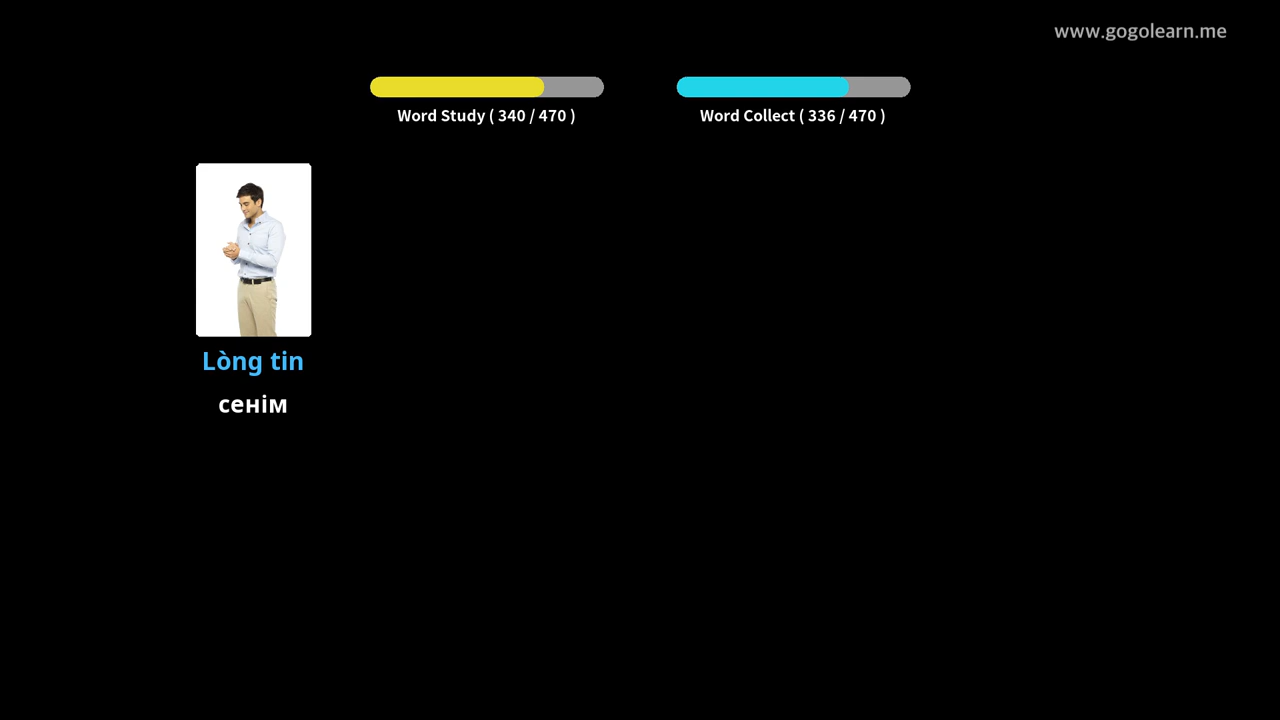 www.gogolearn.me
Word Study ( 340 / 470 )
Word Collect ( 336 / 470 )
Lòng tin
сенім